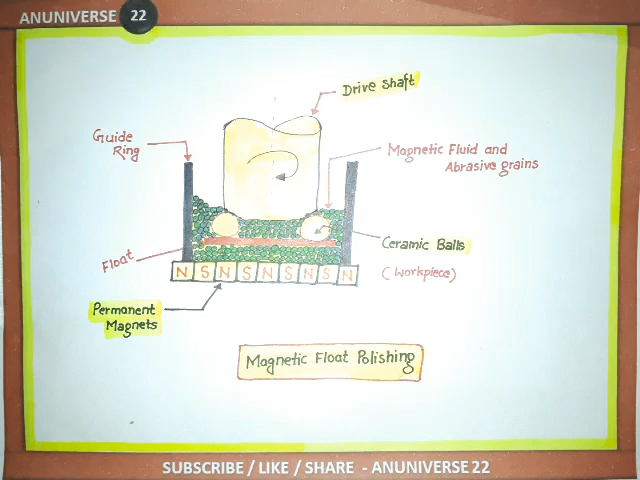 ANUNIVERSE 22
Drive shaft
Guide
Ring
Magnetic Fluid and
Abrasive grains
Ceramic Balls
(Workpiece)
Float
N S N S N S N S N
Permanent
Magnets
Magnetic Float Polishing
SUBSCRIBE / LIKE / SHARE - ANUNIVERSE 22